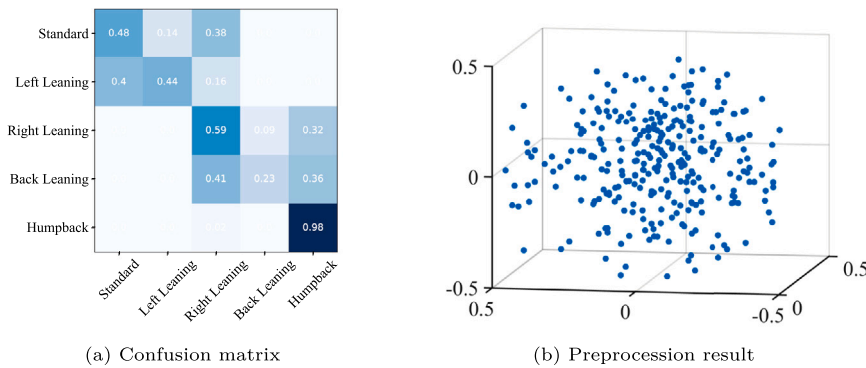 Standard 0.48 0.14 0.38
Left Leaning 0.4 0.44 0.16
Right Leaning 0.59 0.09 0.32
Back Leaning 0.41 0.23 0.36
Humpback 0.98
Standard
Left Leaning
Right Leaning
Back Leaning
Humpback
(a) Confusion matrix
0.5
0
-0.5
0.5
0
-0.5
0
0.5
(b) Preprocession result